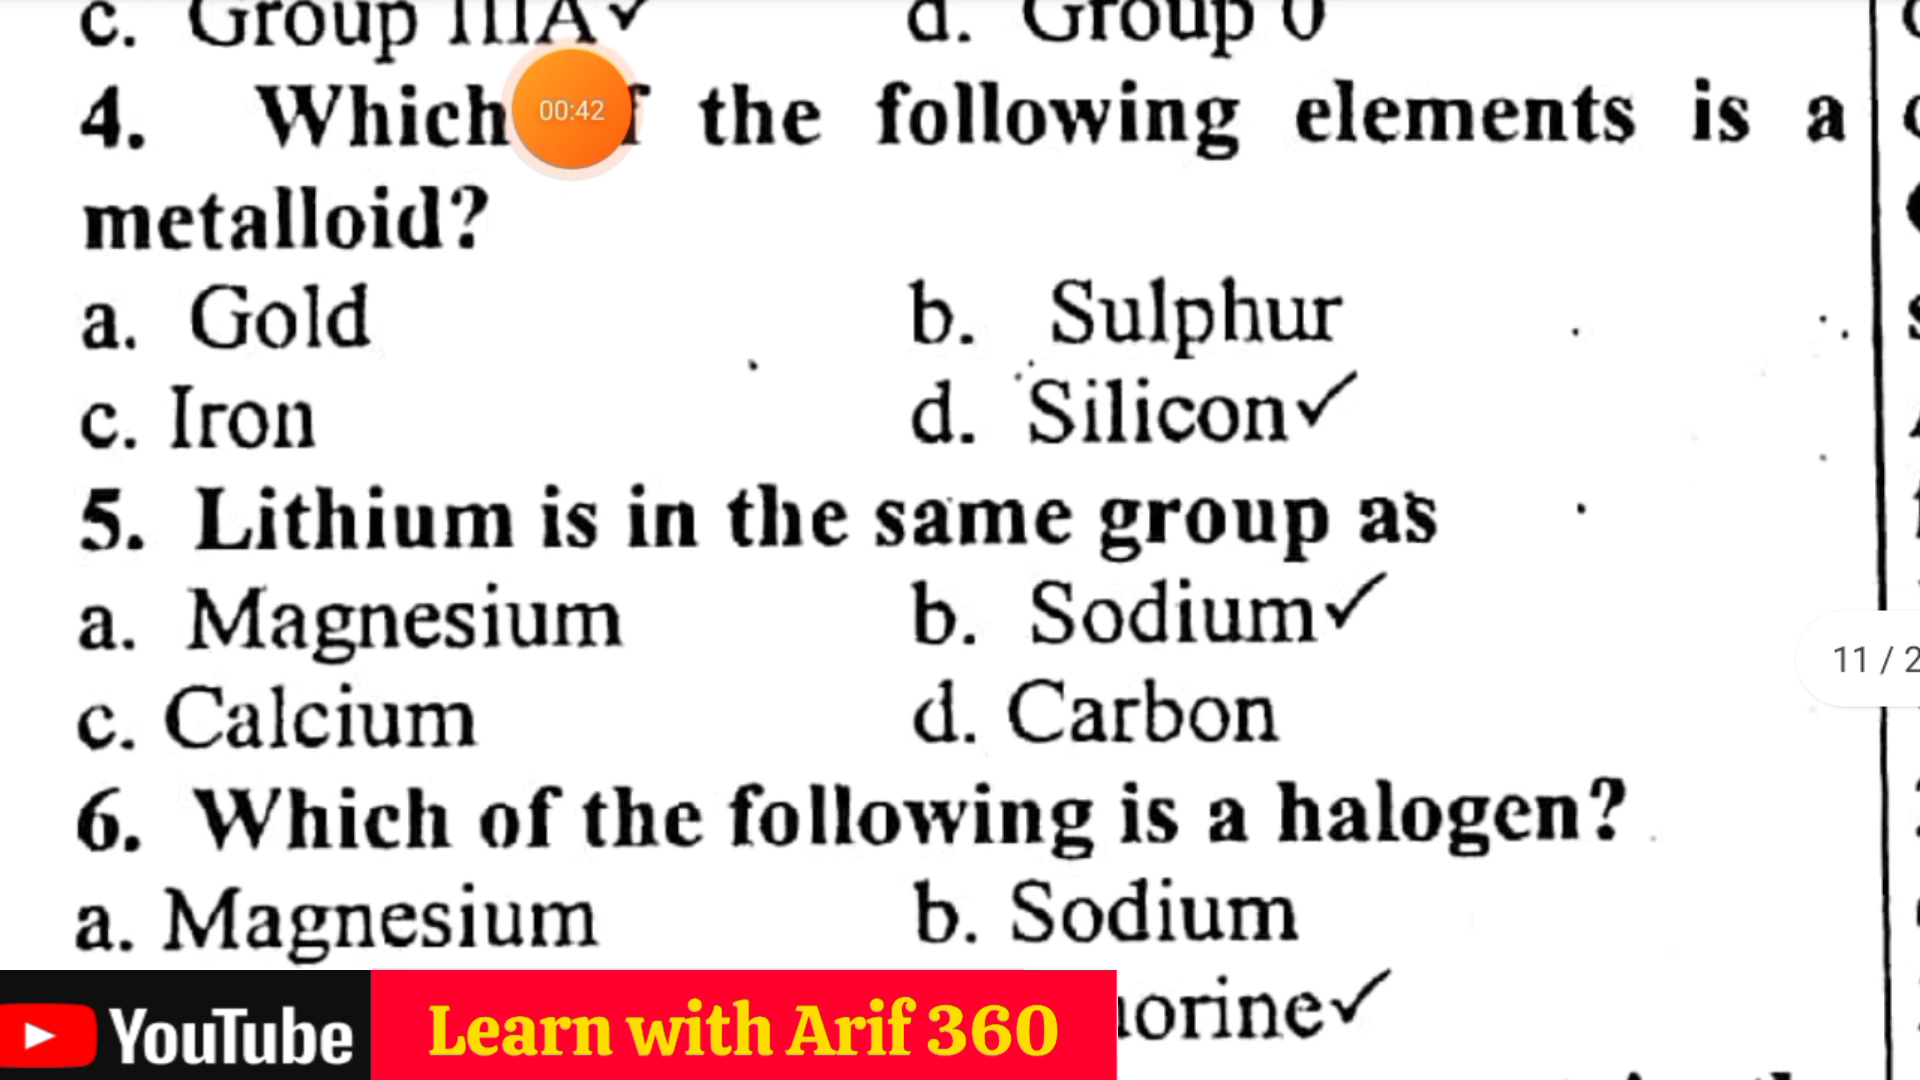 c. Group IIIA✓ d. Group 0
4. Which the following elements is a
00:42
metalloid?
a. Gold b. Sulphur
c. Iron d. Silicon✓
5. Lithium is in the same group as
a. Magnesium b. Sodium✓
11 / 2
c. Calcium d. Carbon
6. Which of the following is a halogen?
a. Magnesium b. Sodium
orine✓
YouTube Learn with Arif 360